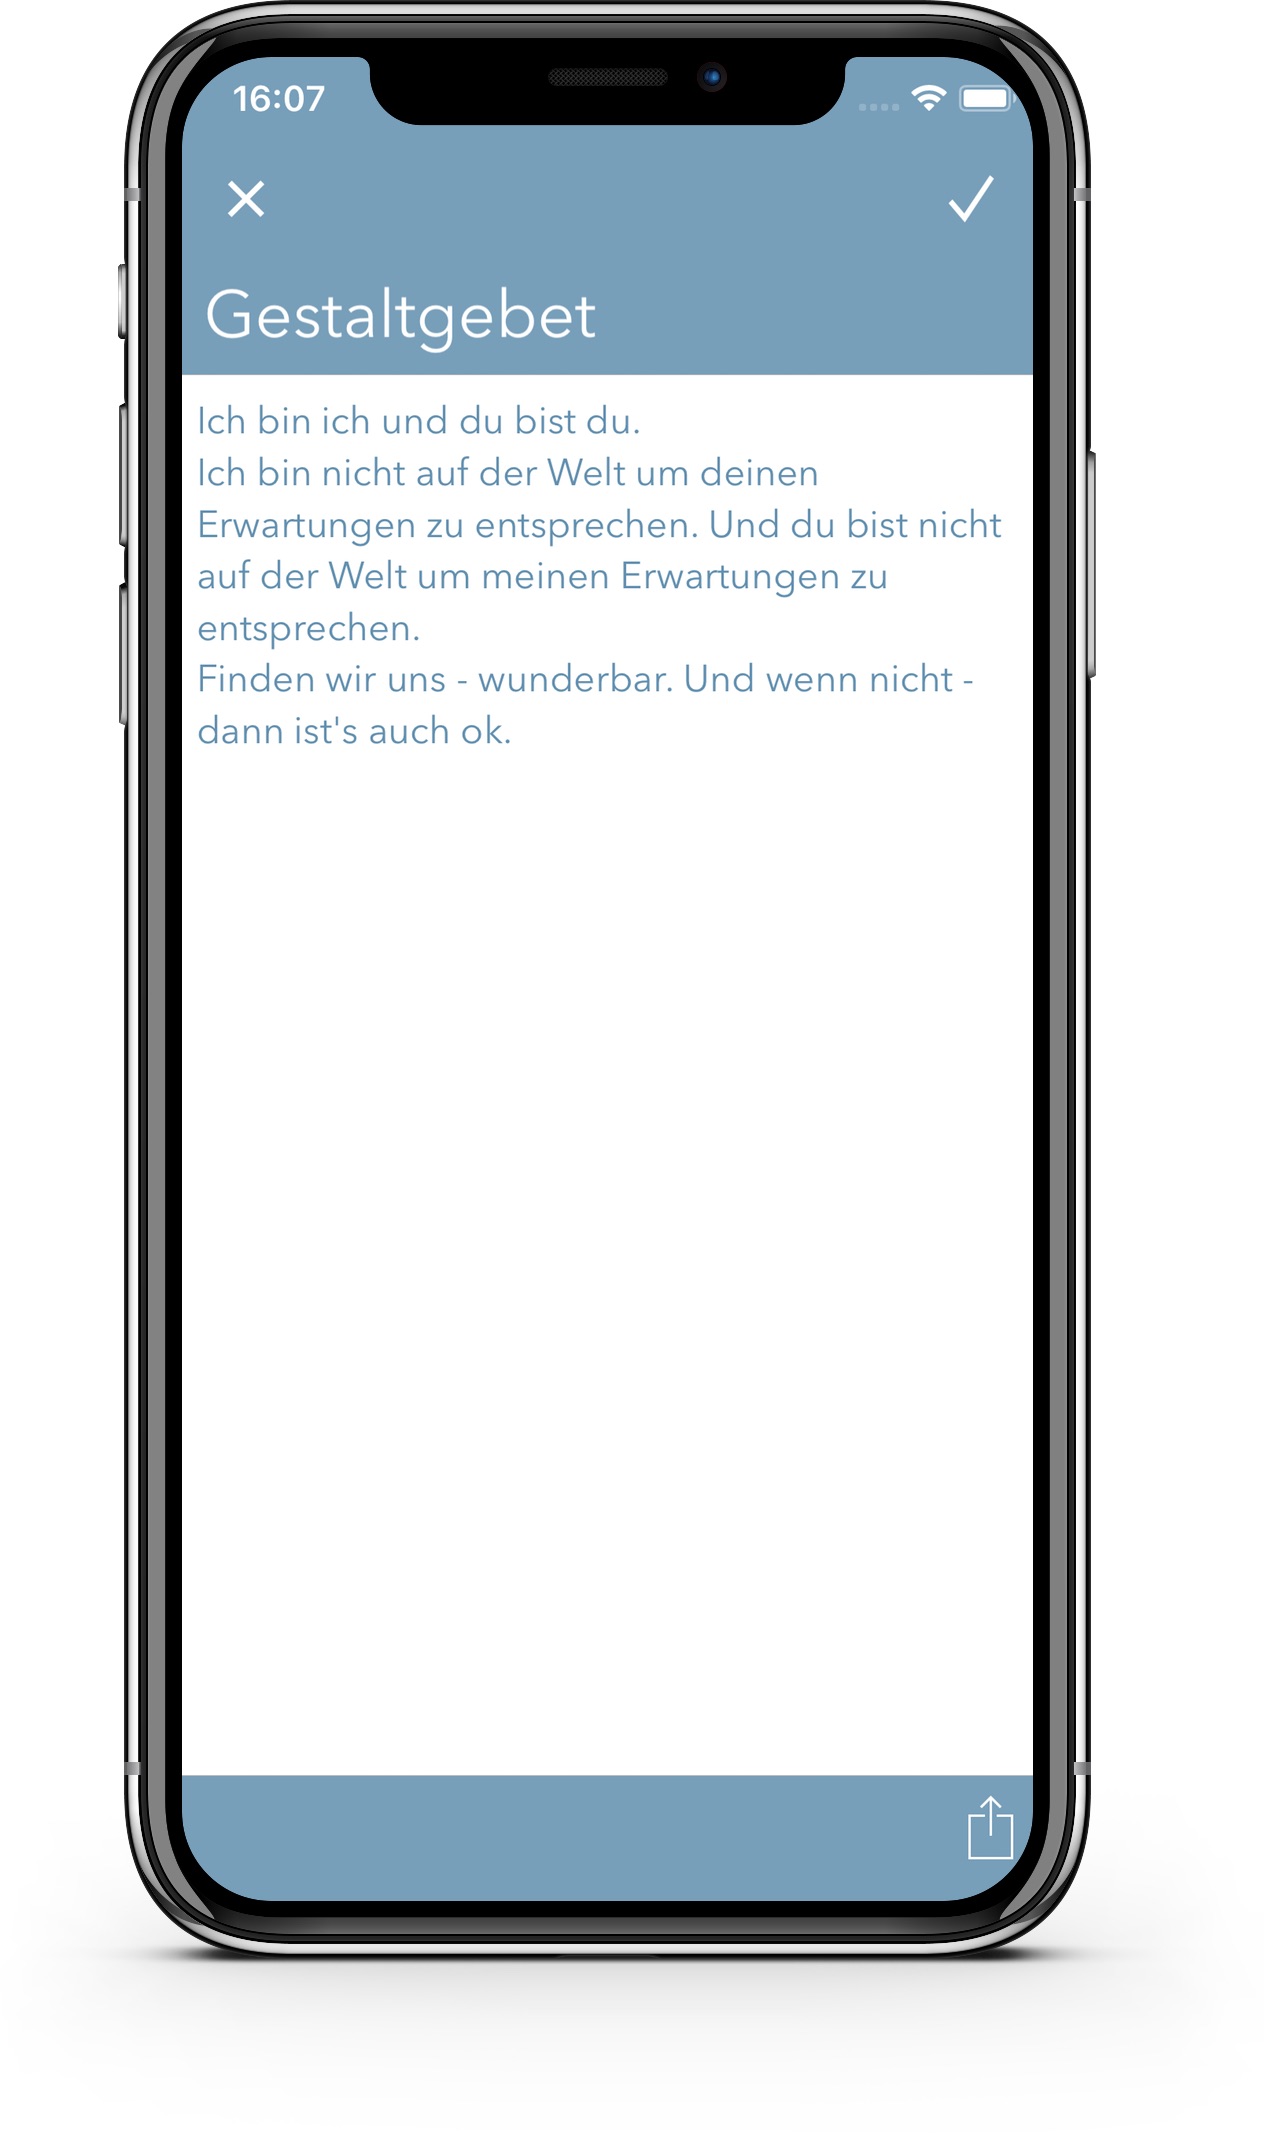 16:07
Gestaltgebet
Ich bin ich und du bist du.
Ich bin nicht auf der Welt um deinen
Erwartungen zu entsprechen. Und du bist nicht
auf der Welt um meinen Erwartungen zu
entsprechen.
Finden wir uns - wunderbar. Und wenn nicht -
dann ist's auch ok.